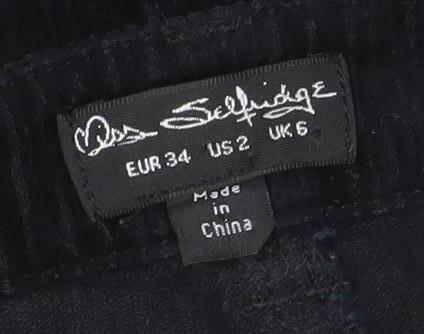 Miss Selfridge
EUR 34 US 2 UK 6
Made
in
China